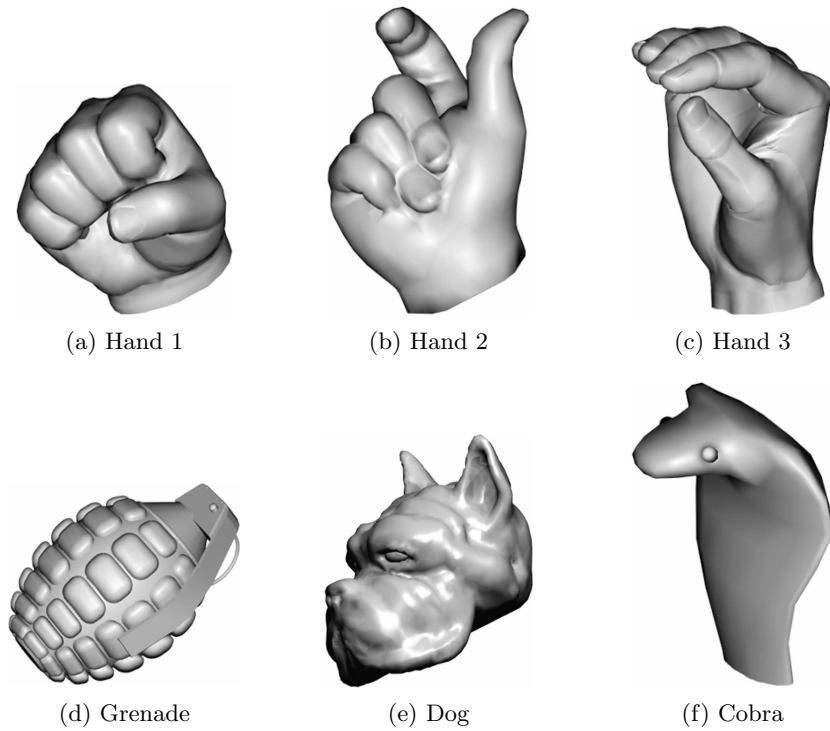 (a) Hand 1
(b) Hand 2
(c) Hand 3
(d) Grenade
(e) Dog
(f) Cobra